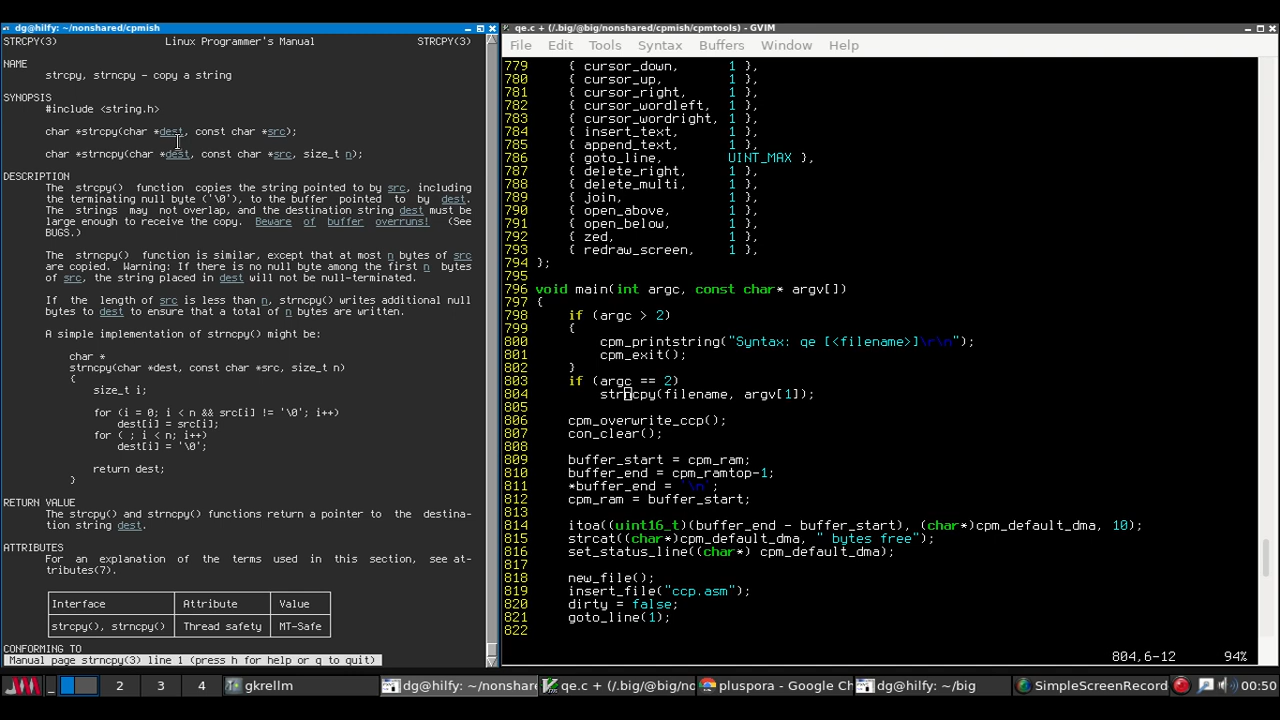 dg@hilfy: ~/nonshared/cpmish
STRCPY(3) Linux Programmer's Manual STRCPY(3)
NAME
strcpy, strncpy - copy a string
SYNOPSIS
#include <string.h>
char *strcpy(char *dest, const char *src);
char *strncpy(char *dest, const char *src, size_t n);
DESCRIPTION
The strcpy() function copies the string pointed to by src, including
the terminating null byte ('\0'), to the buffer pointed to by dest.
The strings may not overlap, and the destination string dest must be
large enough to receive the copy. Beware of buffer overruns! (See
BUGS.)
The strncpy() function is similar, except that at most n bytes of src
are copied. Warning: If there is no null byte among the first n bytes
of src, the string placed in dest will not be null-terminated.
If the length of src is less than n, strncpy() writes additional null
bytes to dest to ensure that a total of n bytes are written.
A simple implementation of strncpy() might be:
char *
strncpy(char *dest, const char *src, size_t n)
{
size_t i;
for (i = 0; i < n && src[i] != '\0'; i++)
dest[i] = src[i];
for ( ; i < n; i++)
dest[i] = '\0';
return dest;
}
RETURN VALUE
The strcpy() and strncpy() functions return a pointer to the destina-
tion string dest.
ATTRIBUTES
For an explanation of the terms used in this section, see at-
tributes(7).
Interface Attribute Value
strcpy(), strncpy() Thread safety MT-Safe
CONFORMING TO
Manual page strncpy(3) line 1 (press h for help or q to quit)
qe.c + (/.big/@big/nonshared/cpmish/cpmtools) - GVIM
File Edit Tools Syntax Buffers Window Help
779 { cursor_down, 1 },
780 { cursor_up, 1 },
781 { cursor_right, 1 },
782 { cursor_wordleft, 1 },
783 { cursor_wordright, 1 },
784 { insert_text, 1 },
785 { append_text, 1 },
786 { goto_line, UINT_MAX },
787 { delete_right, 1 },
788 { delete_multi, 1 },
789 { join, 1 },
790 { open_above, 1 },
791 { open_below, 1 },
792 { zed, 1 },
793 { redraw_screen, 1 },
794 };
795
796 void main(int argc, const char* argv[])
797 {
798 if (argc > 2)
799 {
800 cpm_printstring("Syntax: qe [<filename>]\r\n");
801 cpm_exit();
802 }
803 if (argc == 2)
804 strncpy(filename, argv[1]);
805
806 cpm_overwrite_ccp();
807 con_clear();
808
809 buffer_start = cpm_ram;
810 buffer_end = cpm_ramtop-1;
811 *buffer_end = '\n';
812 cpm_ram = buffer_start;
813
814 itoa((uint16_t)(buffer_end - buffer_start), (char*)cpm_default_dma, 10);
815 strcat((char*)cpm_default_dma, " bytes free");
816 set_status_line((char*) cpm_default_dma);
817
818 new_file();
819 insert_file("ccp.asm");
820 dirty = false;
821 goto_line(1);
822
804,6-12 94%
2 3 4 gkrellm dg@hilfy: ~/nonshare qe.c + (/.big/@big/no pluspora - Google Ch dg@hilfy: ~/big SimpleScreenRecord 00:50